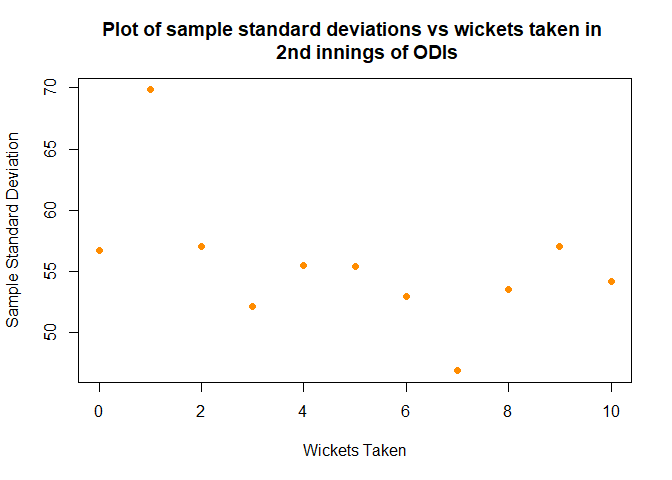 Plot of sample standard deviations vs wickets taken in
2nd innings of ODIs
Sample Standard Deviation
70
65
60
55
50
0 2 4 6 8 10
Wickets Taken